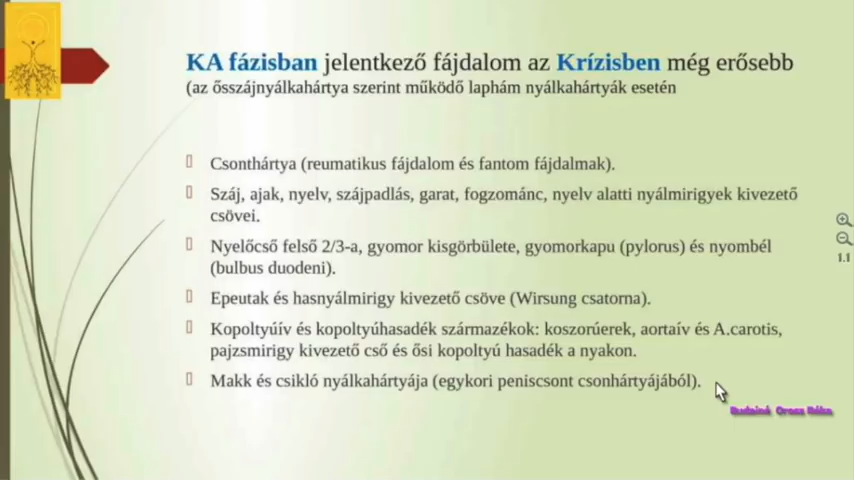 KA fázisban jelentkező fájdalom az Krízisben még erősebb
(az ősszájnyálkahártya szerint működő laphám nyálkahártyák esetén
Csonthártya (reumatikus fájdalom és fantom fájdalmak).
Száj, ajak, nyelv, szájpadlás, garat, fogzománc, nyelv alatti nyálmirigyek kivezető
csövei.
Nyelőcső felső 2/3-a, gyomor kisgörbülete, gyomorkapu (pylorus) és nyombél
(bulbus duodeni).
Epeutak és hasnyálmirigy kivezető csöve (Wirsung csatorna).
Kopoltyúív és kopoltyúhasadék származékok: koszorúerek, aortaív és A.carotis,
pajzsmirigy kivezető cső és ősi kopoltyú hasadék a nyakon.
Makk és csikló nyálkahártyája (egykori peniscsont csonhártyájából).
1.1
Orosz